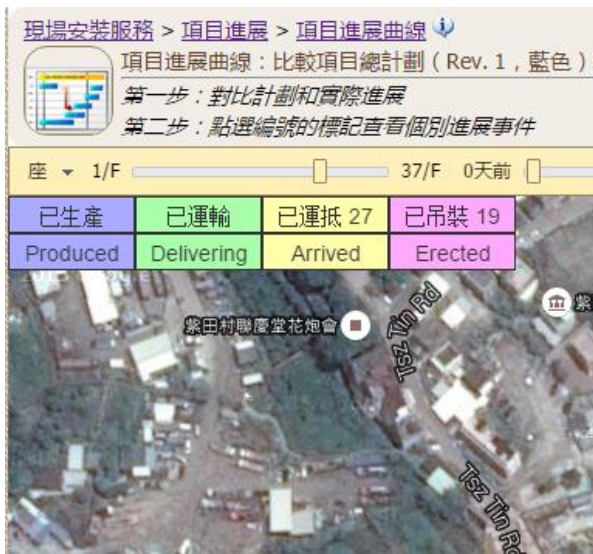 現場安裝服務 > 項目進展 > 項目進展曲線
項目進展曲線：比較項目總計劃（Rev. 1，藍色）
第一步：對比計劃和實際進展
第二步：點選編號的標記查看個別進展事件
座 1/F 37/F 0天前
已生產 已運輸 已運抵 27 已吊裝 19
Produced Delivering Arrived Erected
紫田村聯慶堂花炮會
Tsz Tin Rd
紫
Tsz Tin Rd